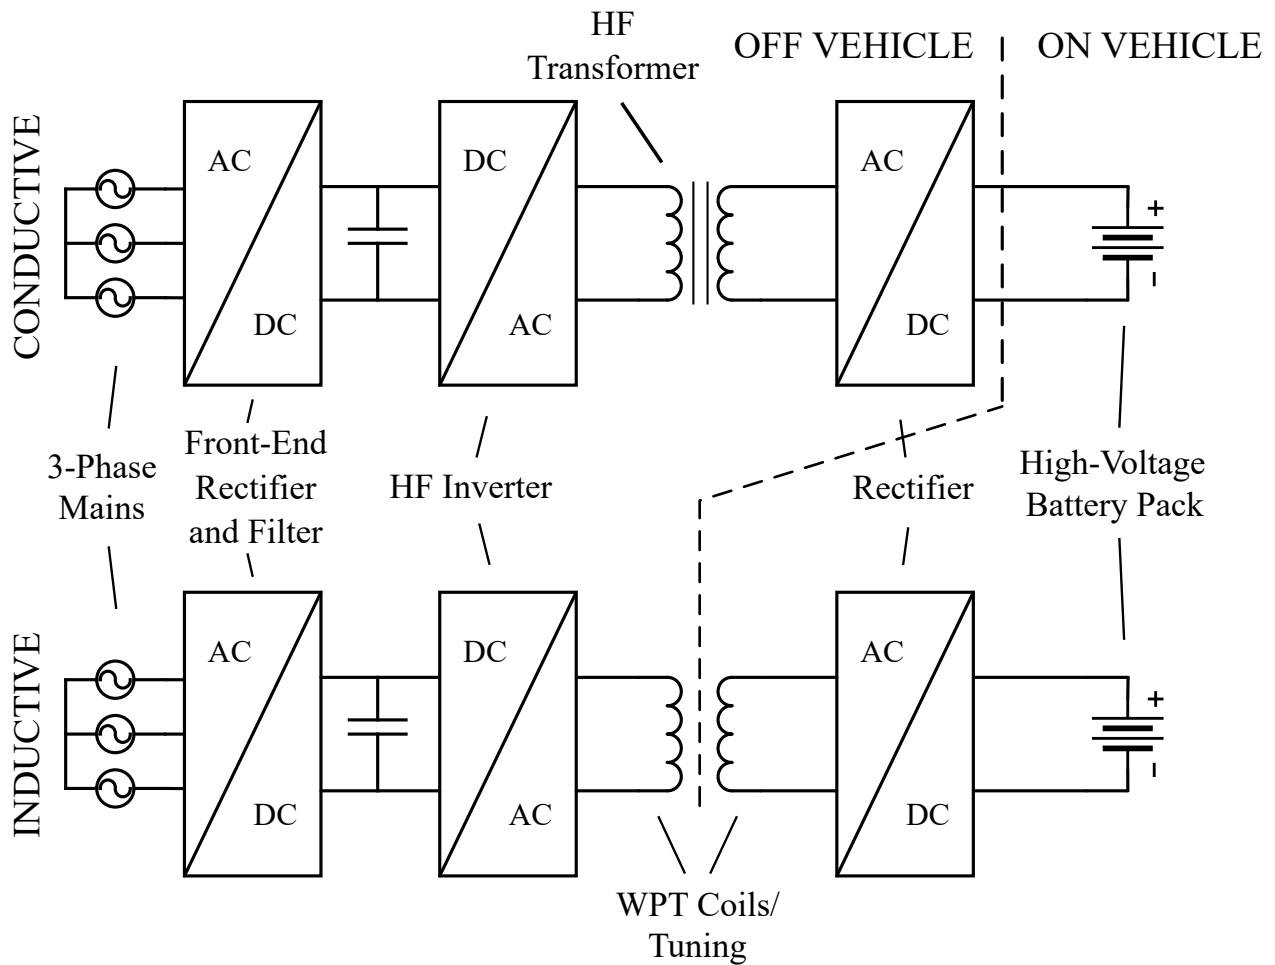 HF
Transformer
OFF VEHICLE
ON VEHICLE
CONDUCTIVE
AC
DC
DC
AC
AC
DC
+
-
3-Phase
Mains
Front-End
Rectifier
and Filter
HF Inverter
Rectifier
High-Voltage
Battery Pack
INDUCTIVE
AC
DC
DC
AC
AC
DC
+
-
WPT Coils/
Tuning